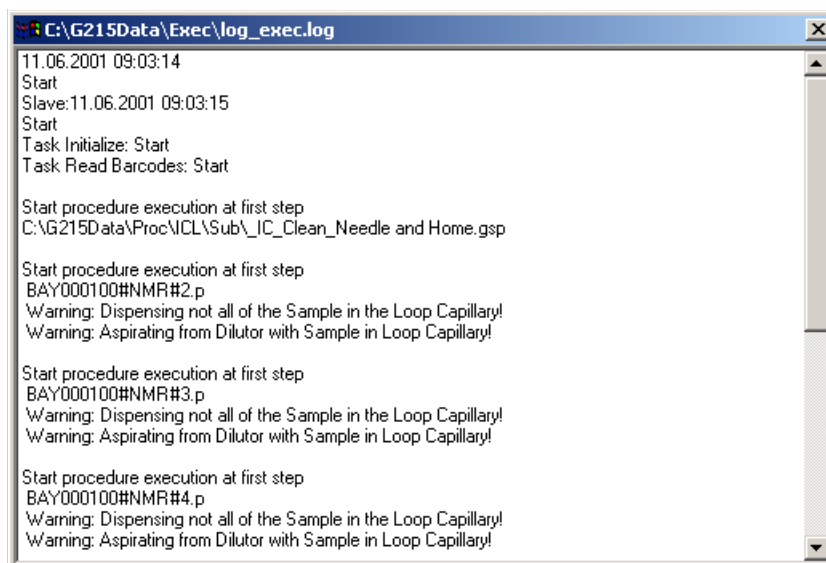 C:\G215Data\Exec\log_exec.log
11.06.2001 09:03:14
Start
Slave:11.06.2001 09:03:15
Start
Task Initialize: Start
Task Read Barcodes: Start
Start procedure execution at first step
C:\G215Data\Proc\ICL\Sub\_IC_Clean_Needle and Home.gsp
Start procedure execution at first step
BAY000100#NMR#2.p
Warning: Dispensing not all of the Sample in the Loop Capillary!
Warning: Aspirating from Dilutor with Sample in Loop Capillary!
Start procedure execution at first step
BAY000100#NMR#3.p
Warning: Dispensing not all of the Sample in the Loop Capillary!
Warning: Aspirating from Dilutor with Sample in Loop Capillary!
Start procedure execution at first step
BAY000100#NMR#4.p
Warning: Dispensing not all of the Sample in the Loop Capillary!
Warning: Aspirating from Dilutor with Sample in Loop Capillary!